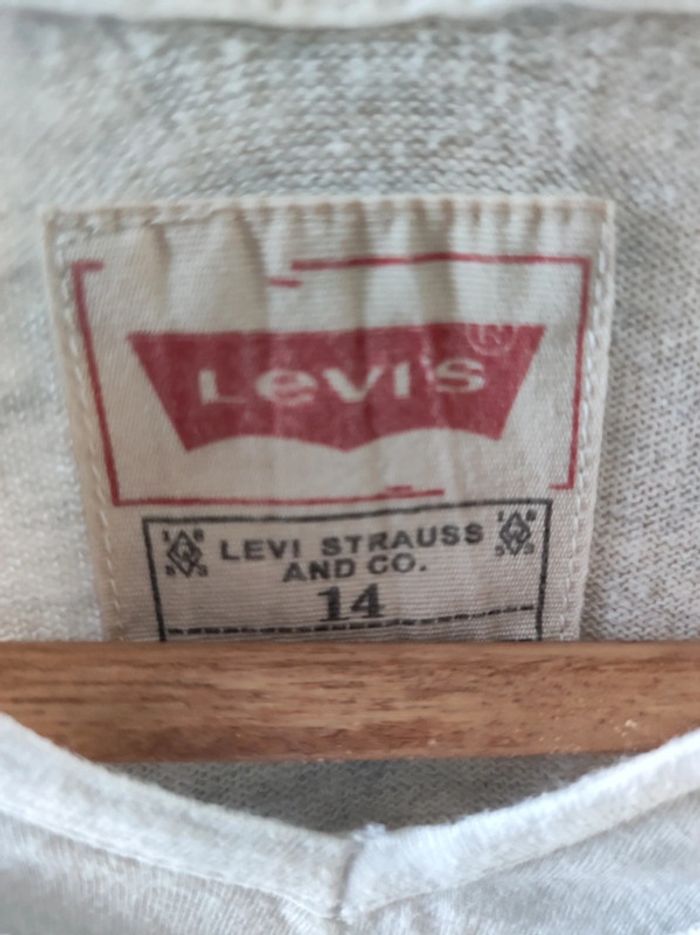 Levi's ®
LEVI STRAUSS
AND CO.
14